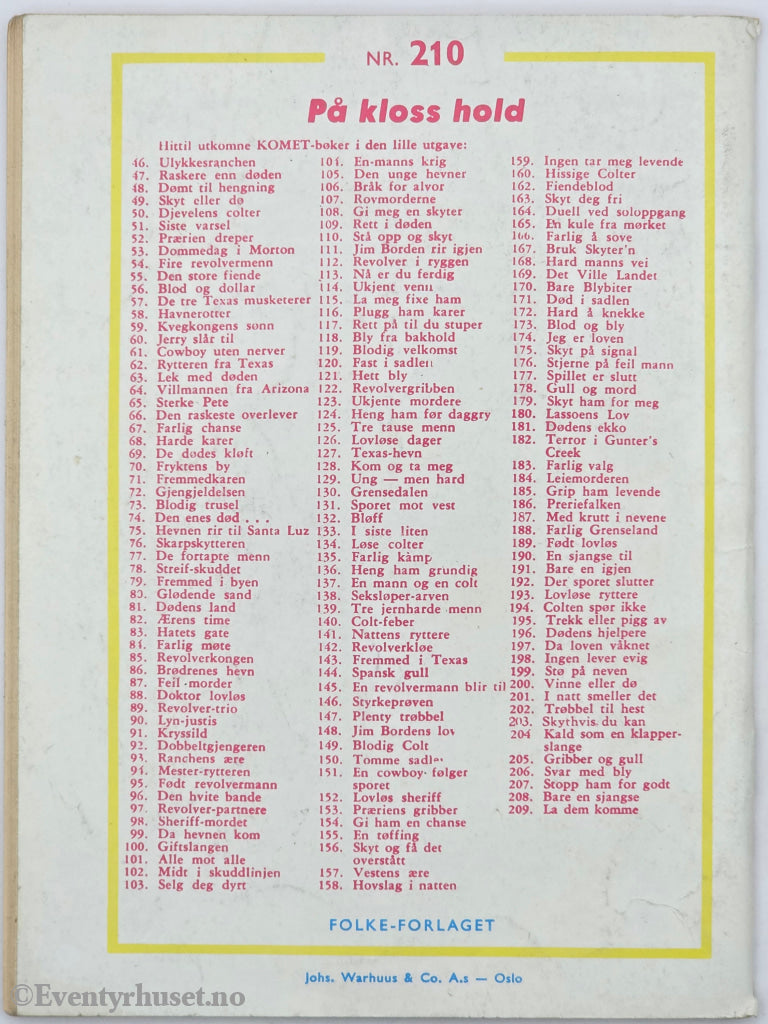 NR. 210
På kloss hold
Hittil utkomne KOMET-bøker i den lille utgave:
46. Ulykkesranchen
47. Raskere enn døden
48. Dømt til hengning
49. Skyt eller dø
50. Djevelens colter
51. Siste varsel
52. Prærien dreper
53. Dommedag i Morton
54. Fire revolvermenn
55. Den store fiende
56. Blod og dollar
57. De tre Texas musketerer
58. Havnerotter
59. Kvegkongens sønn
60. Jerry slår til
61. Cowboy uten nerver
62. Rytteren fra Texas
63. Lek med døden
64. Villmannen fra Arizona
65. Sterke Pete
66. Den raskeste overlever
67. Farlig chanse
68. Harde karer
69. De dødes kløft
70. Fryktens by
71. Fremmedkaren
72. Gjengjeldelsen
73. Blodig trusel
74. Den enes død . . .
75. Hevnen rir til Santa Luz
76. Skarpskytteren
77. De fortapte menn
78. Streif-skuddet
79. Fremmed i byen
80. Glødende sand
81. Dødens land
82. Ærens time
83. Hatets gate
84. Farlig møte
85. Revolverkongen
86. Brødrenes hevn
87. Feil-morder
88. Doktor lovløs
89. Revolver-trio
90. Lyn-justis
91. Kryssild
92. Dobbeltgjengeren
93. Ranchens ære
94. Mester-rytteren
95. Født revolvermann
96. Den hvite bande
97. Revolver-partnere
98. Sheriff-mordet
99. Da hevnen kom
100. Giftslangen
101. Alle mot alle
102. Midt i skuddlinjen
103. Selg deg dyrt
104. En-manns krig
105. Den unge hevner
106. Bråk for alvor
107. Rovmorderne
108. Gi meg en skyter
109. Rett i døden
110. Stå opp og skyt
111. Jim Borden rir igjen
112. Revolver i ryggen
113. Nå er du ferdig
114. Ukjent venn
115. La meg fixe ham
116. Plugg ham karer
117. Rett på til du stuper
118. Bly fra bakhold
119. Blodig velkomst
120. Fast i sadlen
121. Hett bly
122. Revolvergribben
123. Ukjente mordere
124. Heng ham før daggry
125. Tre tause menn
126. Lovløse dager
127. Texas-hevn
128. Kom og ta meg
129. Ung — men hard
130. Grensedalen
131. Sporet mot vest
132. Bløff
133. I siste liten
134. Løse colter
135. Farlig kamp
136. Heng ham grundig
137. En mann og en colt
138. Seksløper-arven
139. Tre jernharde menn
140. Colt-feber
141. Nattens ryttere
142. Revolverkløe
143. Fremmed i Texas
144. Spansk gull
145. En revolvermann blir til
146. Styrkeprøven
147. Plenty trøbbel
148. Jim Bordens lov
149. Blodig Colt
150. Tomme sadler
151. En cowboy følger
sporet
152. Lovløs sheriff
153. Præriens gribber
154. Gi ham en chanse
155. En tøffing
156. Skyt og få det
overstått
157. Vestens ære
158. Hovslag i natten
159. Ingen tar meg levende
160. Hissige Colter
162. Fiendeblod
163. Skyt deg fri
164. Duell ved soloppgang
165. En kule fra mørket
166. Farlig å sove
167. Bruk Skyter'n
168. Hard manns vei
169. Det Ville Landet
170. Bare Blybiter
171. Død i sadlen
172. Hard å knekke
173. Blod og bly
174. Jeg er loven
175. Skyt på signal
176. Stjerne på feil mann
177. Spillet er slutt
178. Gull og mord
179. Skyt ham for meg
180. Lassoens Lov
181. Dødens ekko
182. Terror i Gunter's
Creek
183. Farlig valg
184. Leiemorderen
185. Grip ham levende
186. Preriefalken
187. Med krutt i nevene
188. Farlig Grenseland
189. Født lovløs
190. En sjangse til
191. Bare en igjen
192. Der sporet slutter
193. Lovløse ryttere
194. Colten spør ikke
195. Trekk eller pigg av
196. Dødens hjelpere
197. Da loven våknet
198. Ingen lever evig
199. Stø på neven
200. Vinne eller dø
201. I natt smeller det
202. Trøbbel til hest
203. Skythvis du kan
204 Kald som en klapper-
slange
205. Gribber og gull
206. Svar med bly
207. Stopp ham for godt
208. Bare en sjangse
209. La dem komme
FOLKE-FORLAGET
Johs. Warhuus & Co. A.s — Oslo
©Eventyrhuset.no